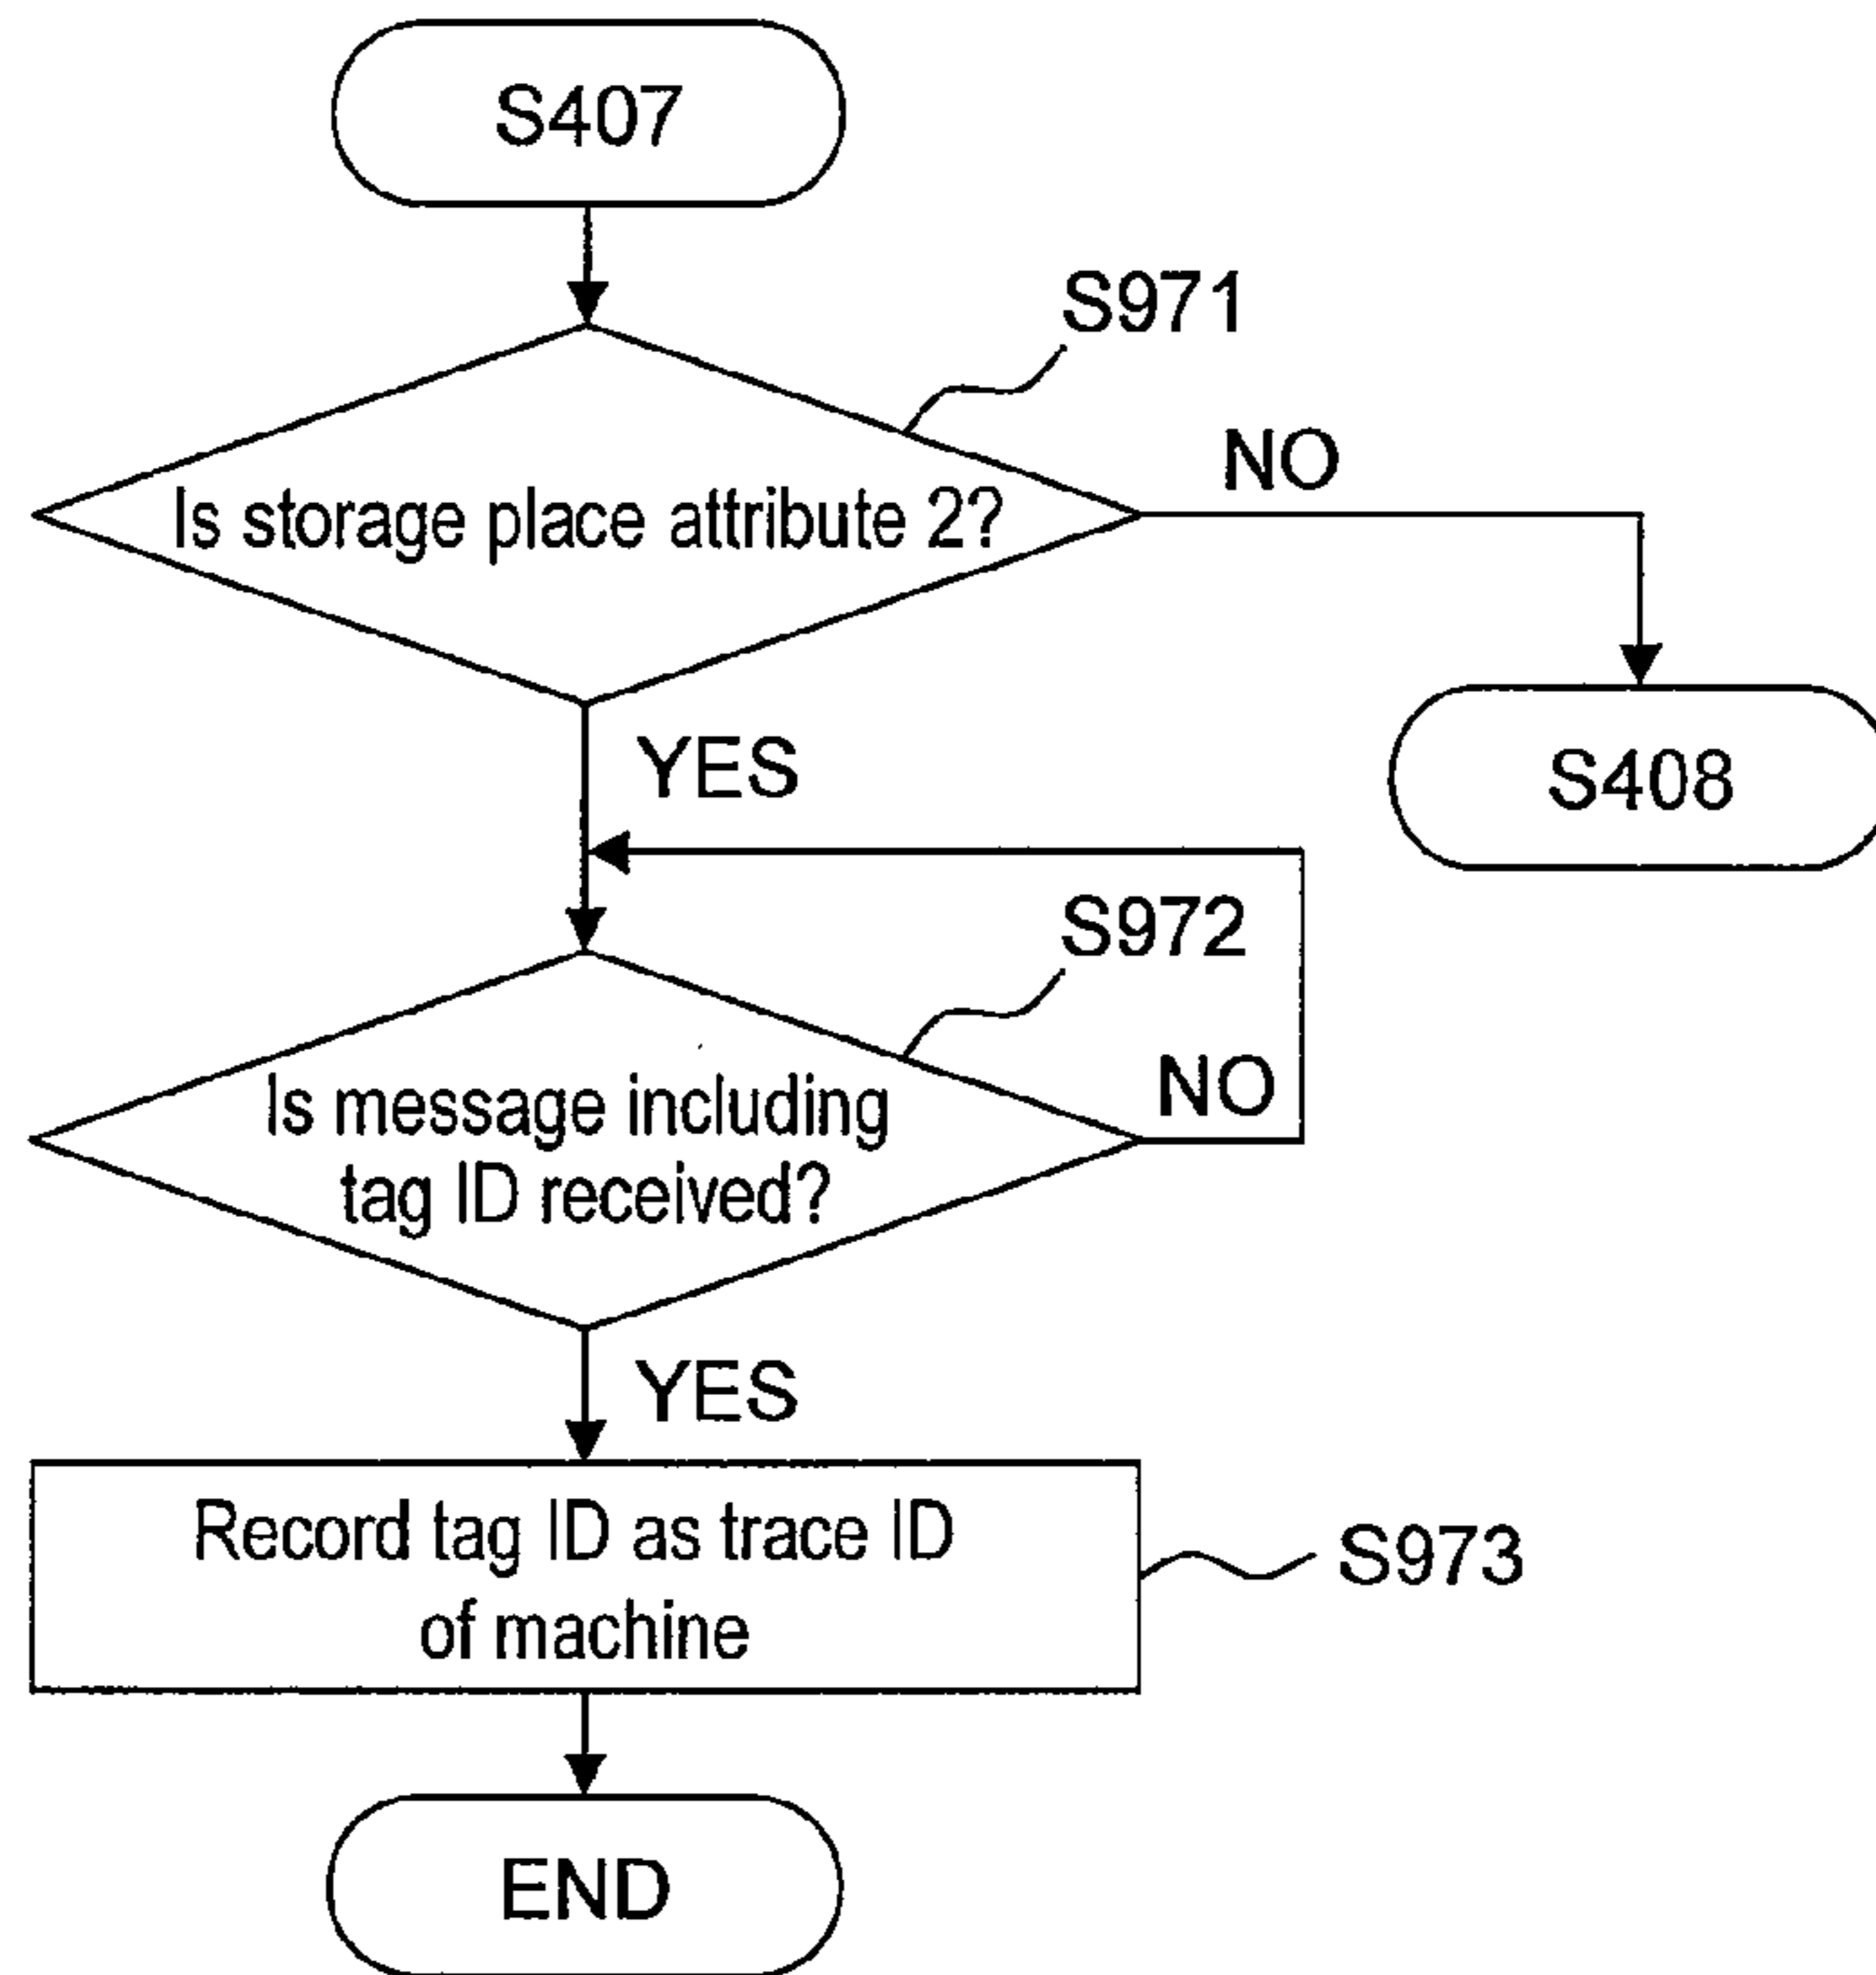 S407
S971
NO
Is storage place attribute 2?
YES
S408
S972
NO
Is message including
tag ID received?
YES
Record tag ID as trace ID
of machine
S973
END